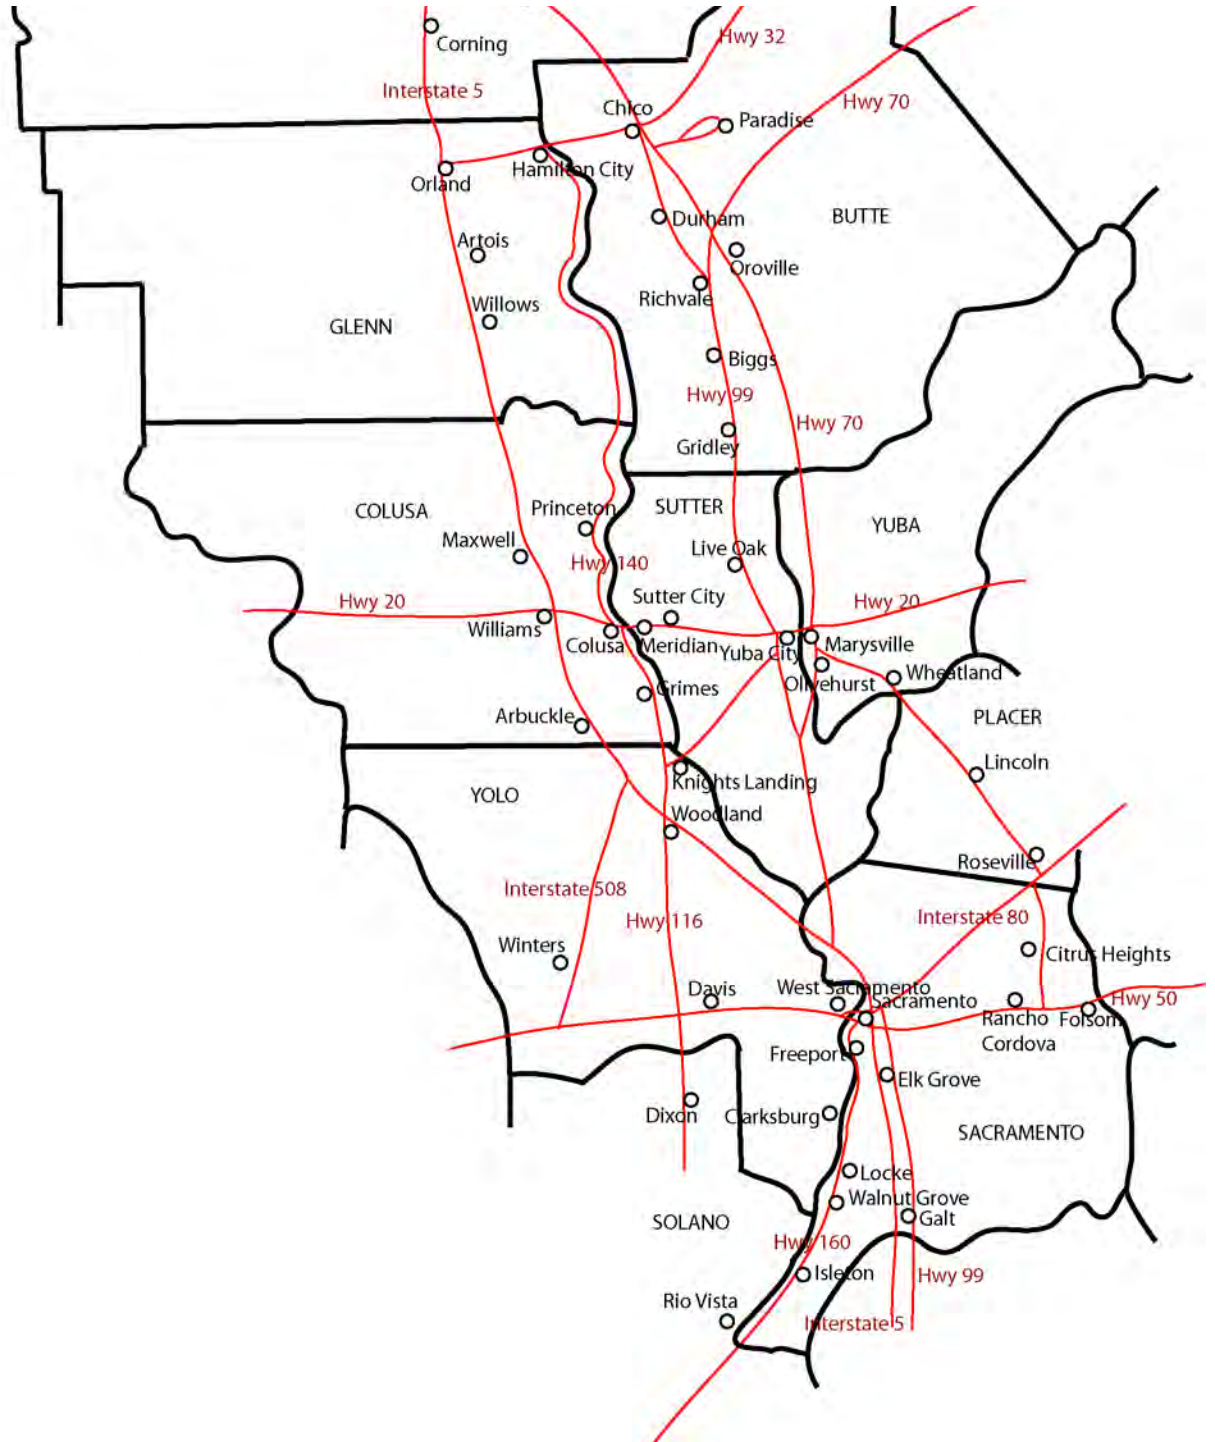 Corning
Hwy 32
Interstate 5
Hwy 70
Chico
Paradise
Hamilton City
Orland
Durham
BUTTE
Artois
Oroville
Richvale
Willows
GLENN
Biggs
Hwy 99
Hwy 70
Gridley
Princeton
SUTTER
COLUSA
YUBA
Maxwell
Live Oak
Hwy 140
Sutter City
Hwy 20
Hwy 20
Williams
Colusa
Meridian
Yuba City
Marysville
Wheatland
Olivehurst
Grimes
Arbuckle
PLACER
Lincoln
Knights Landing
YOLO
Woodland
Roseville
Interstate 508
Hwy 116
Interstate 80
Winters
Citrus Heights
Davis
West Sacramento
Sacramento
Hwy 50
Rancho
Cordova
Folsom
Freeport
Elk Grove
Dixon
Clarksburg
SACRAMENTO
Locke
Walnut Grove
SOLANO
Galt
Hwy 160
Isleton
Hwy 99
Rio Vista
Interstate 5